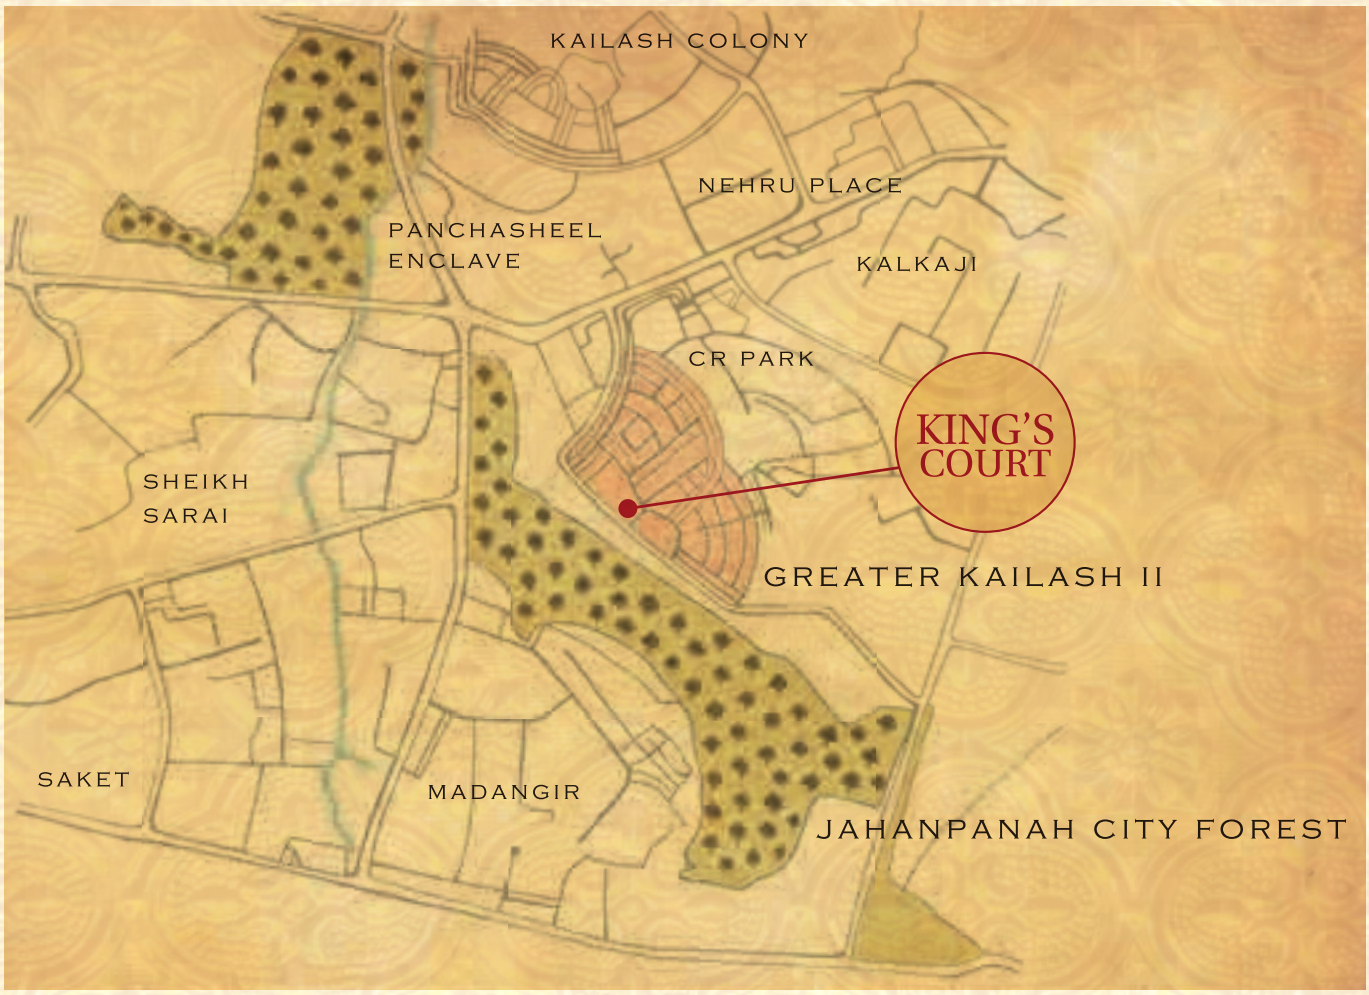 KAILASH COLONY
NEHRU PLACE
PANCHASHEEL
ENCLAVE
KALKAJI
CR PARK
KING'S
COURT
SHEIKH
SARAI
GREATER KAILASH II
SAKET
MADANGIR
JAHANPANAH CITY FOREST